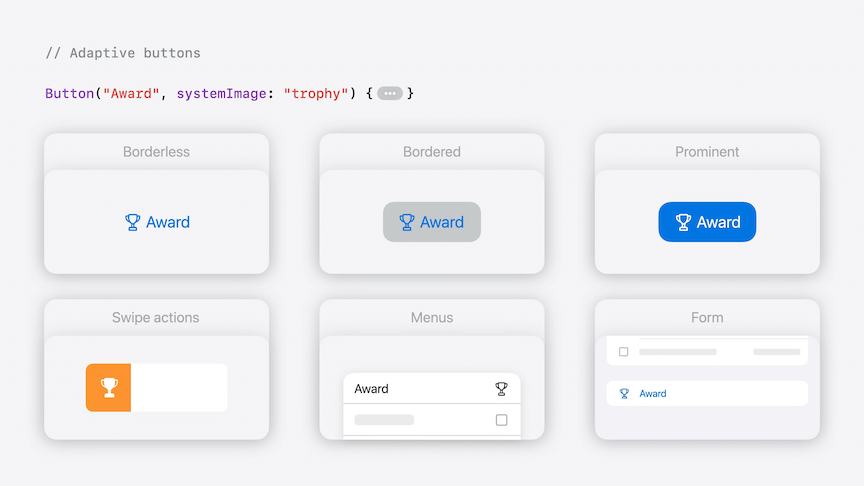 // Adaptive buttons
Button("Award", systemImage: "trophy") { ••• }
Borderless
Bordered
Prominent
Award
Award
Award
Swipe actions
Menus
Form
Award
Award